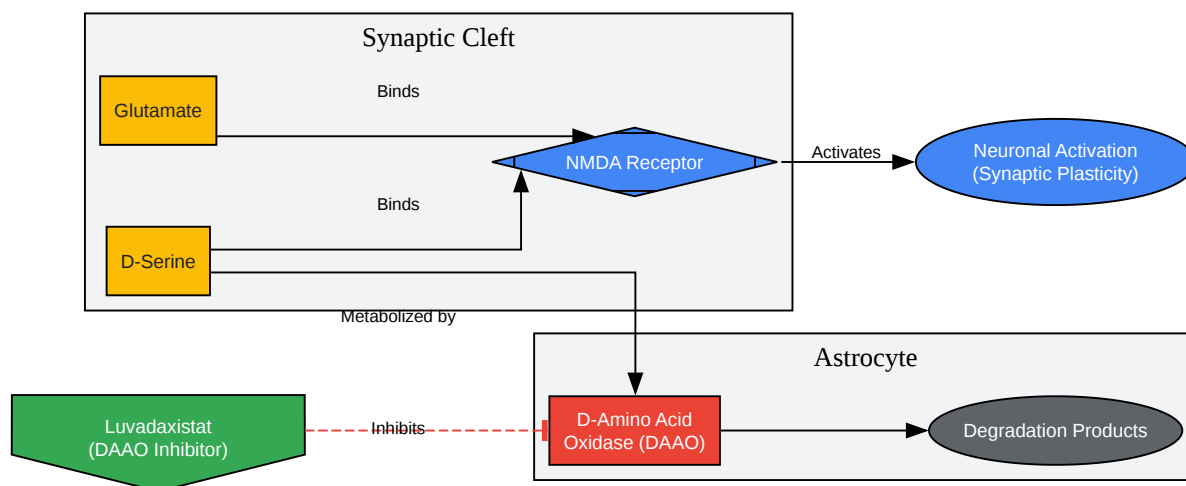 Synaptic Cleft
Glutamate
Binds
NMDA Receptor
Activates
Neuronal Activation
(Synaptic Plasticity)
Binds
D-Serine
Metabolized by
Astrocyte
Luvadaxistat
(DAAO Inhibitor)
Inhibits
D-Amino Acid
Oxidase (DAAO)
Degradation Products